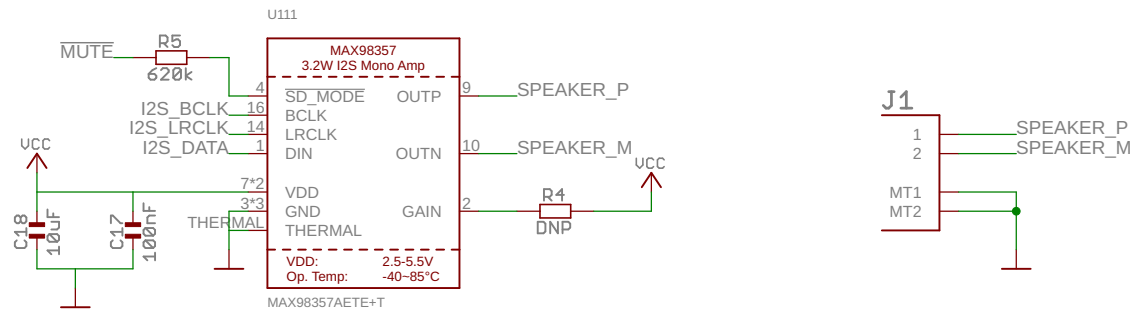 U111
MUTE
R5
620k
MAX98357
3.2W I2S Mono Amp
4
SD_MODE
OUTP
9
SPEAKER_P
I2S_BCLK
16
BCLK
I2S_LRCLK
14
LRCLK
I2S_DATA
1
DIN
OUTN
10
SPEAKER_M
VCC
7*2
VDD
3*3
GND
GAIN
2
R4
DNP
VCC
THERMAL
THERMAL
C18
10uF
C17
100nF
VDD: 2.5-5.5V
Op. Temp: -40~85°C
MAX98357AETE+T
J1
1
SPEAKER_P
2
SPEAKER_M
MT1
MT2